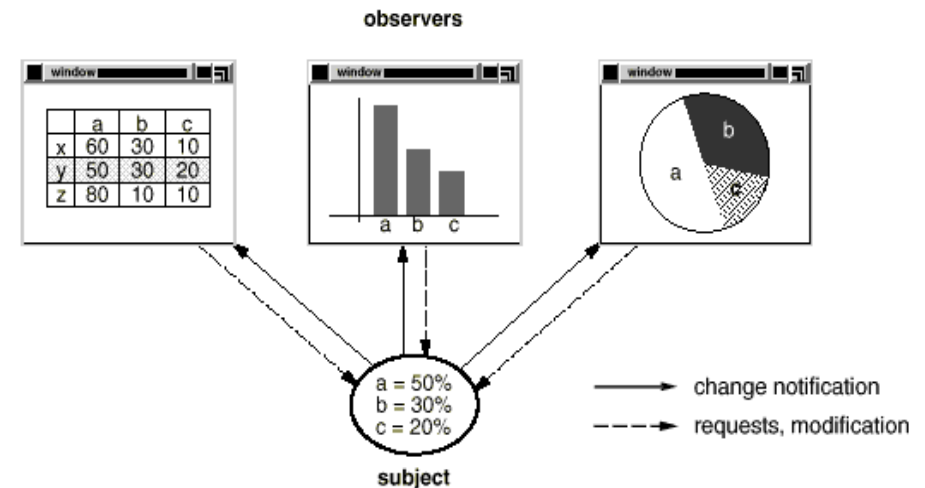 observers
window
window
window
a b c
x 60 30 10
y 50 30 20
z 80 10 10
a b c
a
b
c
a = 50%
b = 30%
c = 20%
subject
change notification
requests, modification